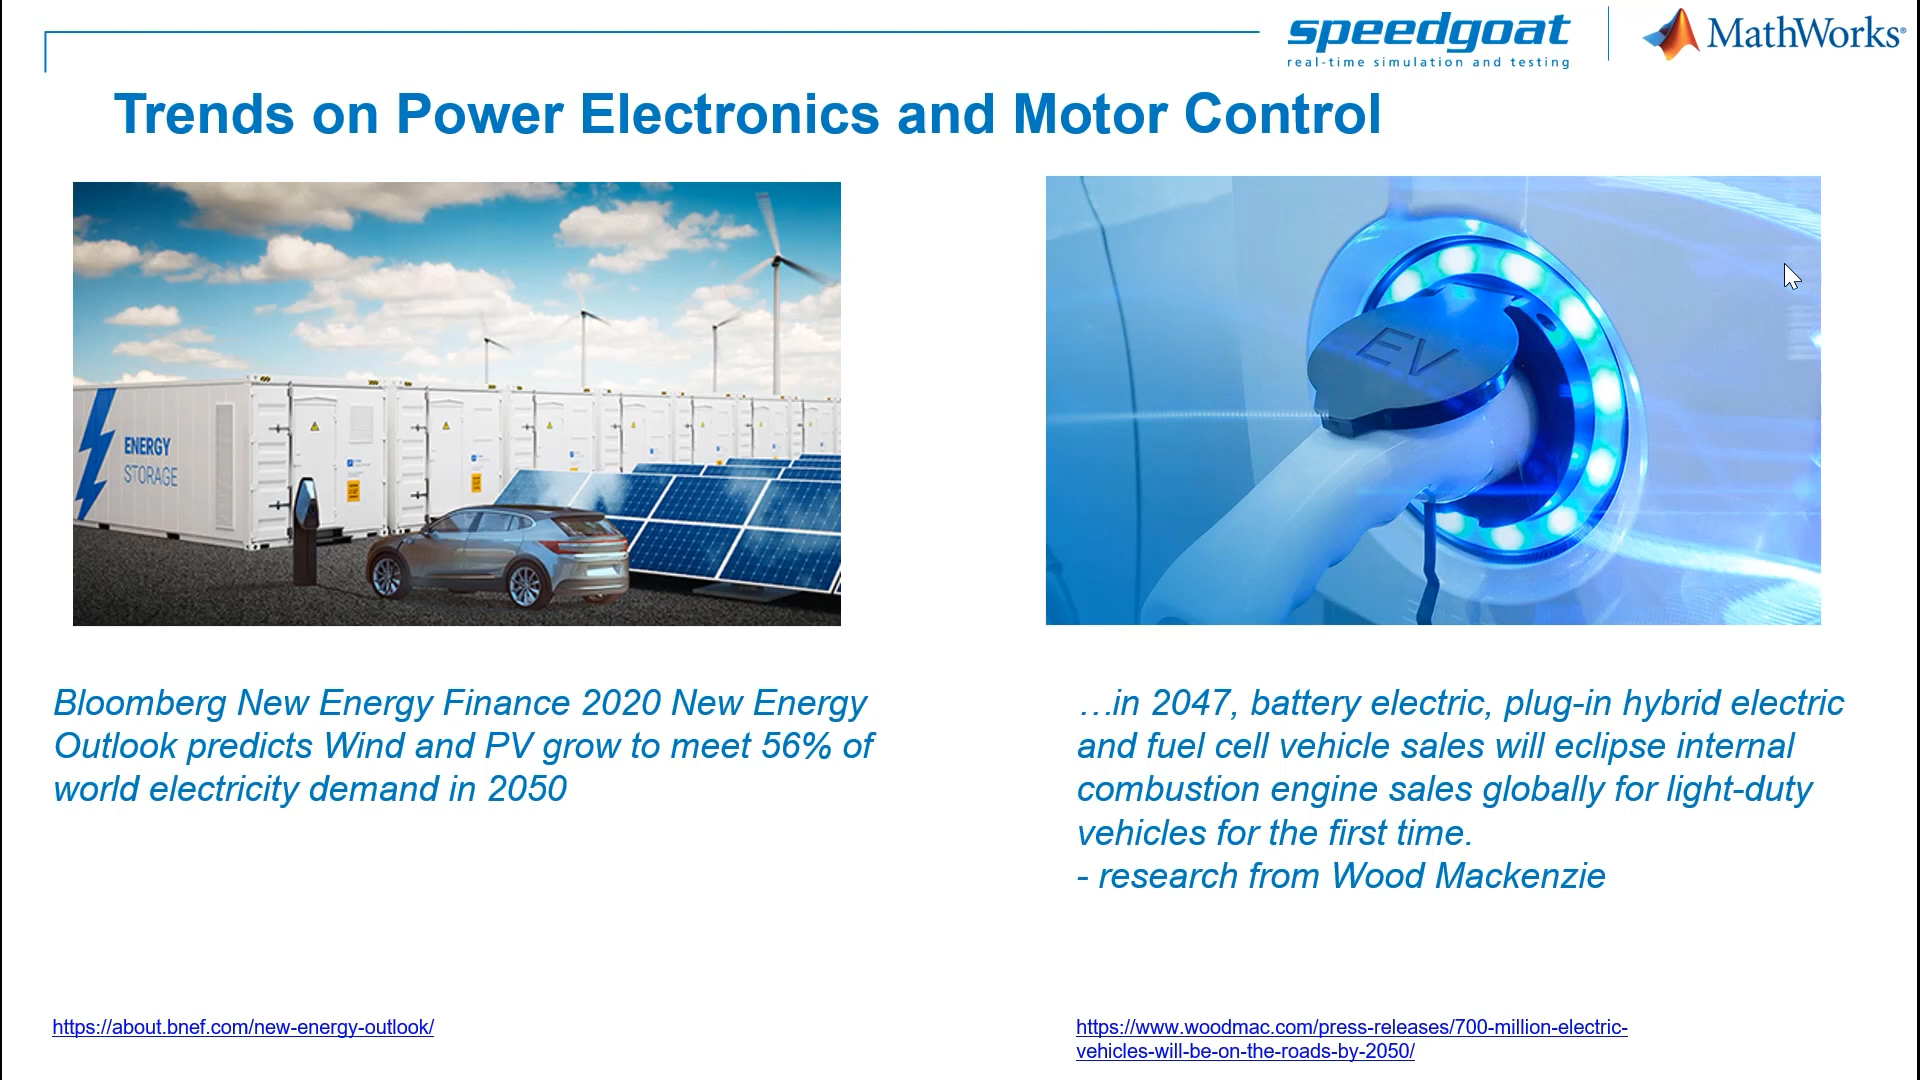 speedgoat
real-time simulation and testing
MathWorks®
Trends on Power Electronics and Motor Control
ENERGY
STORAGE
EV
Bloomberg New Energy Finance 2020 New Energy
Outlook predicts Wind and PV grow to meet 56% of
world electricity demand in 2050
…in 2047, battery electric, plug-in hybrid electric
and fuel cell vehicle sales will eclipse internal
combustion engine sales globally for light-duty
vehicles for the first time.
- research from Wood Mackenzie
https://about.bnef.com/new-energy-outlook/
https://www.woodmac.com/press-releases/700-million-electric-
vehicles-will-be-on-the-roads-by-2050/